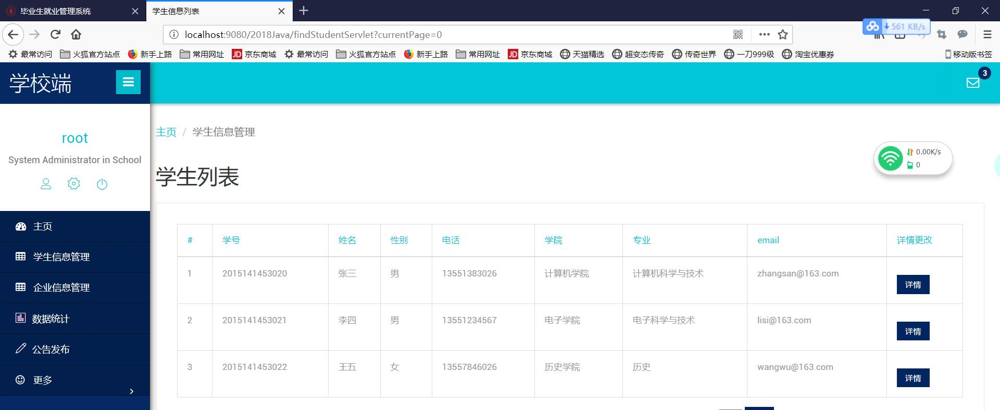 毕业生就业管理系统
学生信息列表
localhost:9080/2018Java/findStudentServlet?currentPage=0
561 KB/s
最常访问 火狐官方站点 新手上路 常用网址 JD 京东商城 最常访问 火狐官方站点 新手上路 常用网址 JD 京东商城 天猫精选 超变态传奇 传奇世界 一刀999级 淘宝优惠券 移动版书签
学校端
3
root
System Administrator in School
主页
学生信息管理
企业信息管理
数据统计
公告发布
更多
主页 / 学生信息管理
0.00K/s
0
学生列表
# 学号 姓名 性别 电话 学院 专业 email 详情更改
1 2015141453020 张三 男 13551383026 计算机学院 计算机科学与技术 zhangsan@163.com 详情
2 2015141453021 李四 男 13551234567 电子学院 电子科学与技术 lisi@163.com 详情
3 2015141453022 王五 女 13557846026 历史学院 历史 wangwu@163.com 详情